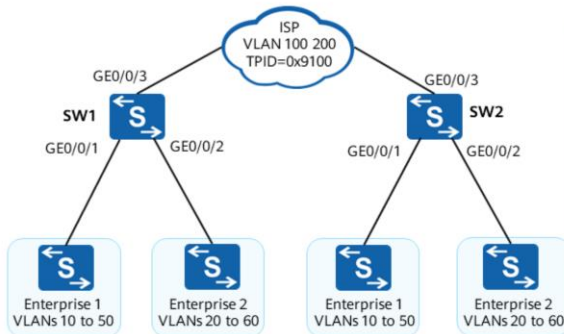 ISP
VLAN 100 200
TPID=0x9100
GE0/0/3
GE0/0/3
SW1
S
S
SW2
GE0/0/1
GE0/0/2
GE0/0/1
GE0/0/2
S
S
S
S
Enterprise 1
VLANs 10 to 50
Enterprise 2
VLANs 20 to 60
Enterprise 1
VLANs 10 to 50
Enterprise 2
VLANs 20 to 60